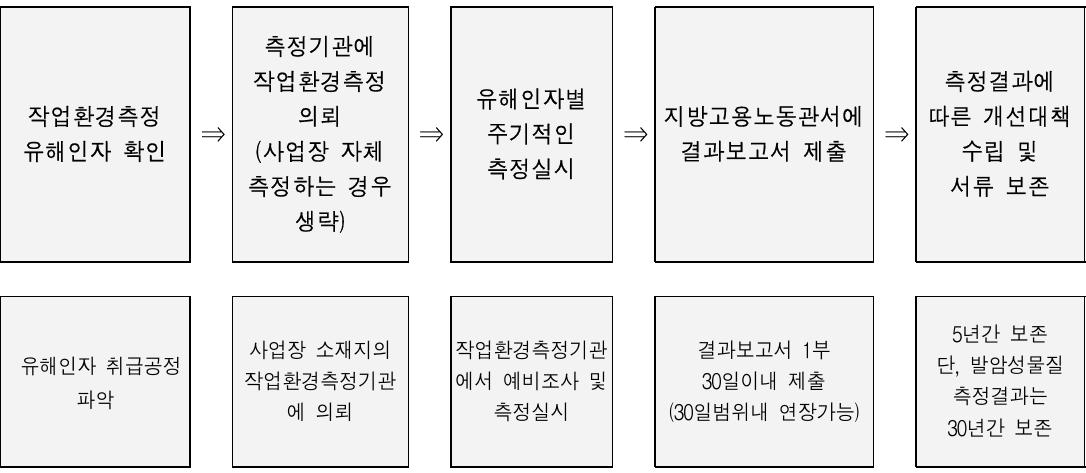 작업환경측정
유해인자 확인
⇒
측정기관에
작업환경측정
의뢰
(사업장 자체
측정하는 경우
생략)
⇒
유해인자별
주기적인
측정실시
⇒
지방고용노동관서에
결과보고서 제출
⇒
측정결과에
따른 개선대책
수립 및
서류 보존
유해인자 취급공정
파악
사업장 소재지의
작업환경측정기관
에 의뢰
작업환경측정기관
에서 예비조사 및
측정실시
결과보고서 1부
30일이내 제출
(30일범위내 연장가능)
5년간 보존
단, 발암성물질
측정결과는
30년간 보존